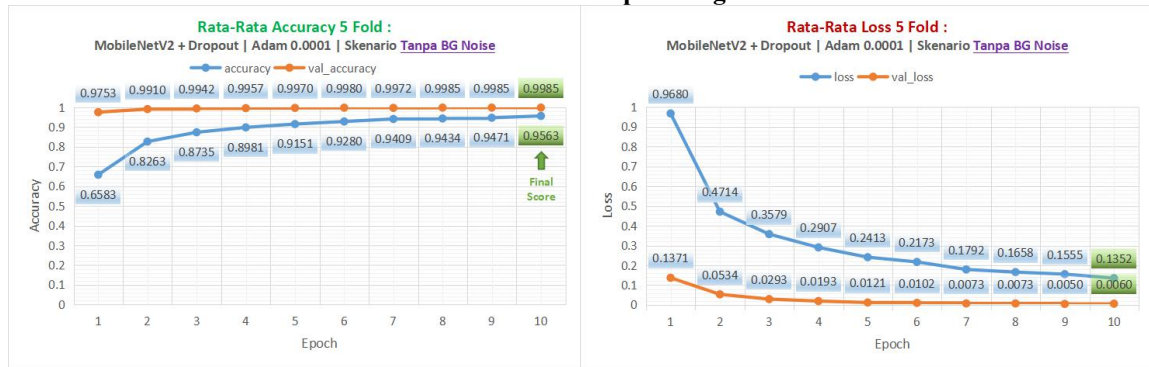 Rata-Rata Accuracy 5 Fold :
MobileNetV2 + Dropout | Adam 0.0001 | Skenario Tanpa BG Noise
accuracy val_accuracy
0.9753 0.9910 0.9942 0.9957 0.9970 0.9980 0.9972 0.9985 0.9985 0.9985
1
0.9
0.8
0.7
0.6
0.5
0.4
0.3
0.2
0.1
0
0.6583 0.8263 0.8735 0.8981 0.9151 0.9280 0.9409 0.9434 0.9471 0.9563
Final
Score
Accuracy
1 2 3 4 5 6 7 8 9 10
Epoch
Rata-Rata Loss 5 Fold :
MobileNetV2 + Dropout | Adam 0.0001 | Skenario Tanpa BG Noise
loss val_loss
0.9680 0.4714 0.3579 0.2907 0.2413 0.2173 0.1792 0.1658 0.1555 0.1352
1
0.9
0.8
0.7
0.6
0.5
0.4
0.3
0.2
0.1
0
0.1371 0.0534 0.0293 0.0193 0.0121 0.0102 0.0073 0.0073 0.0050 0.0060
Loss
1 2 3 4 5 6 7 8 9 10
Epoch